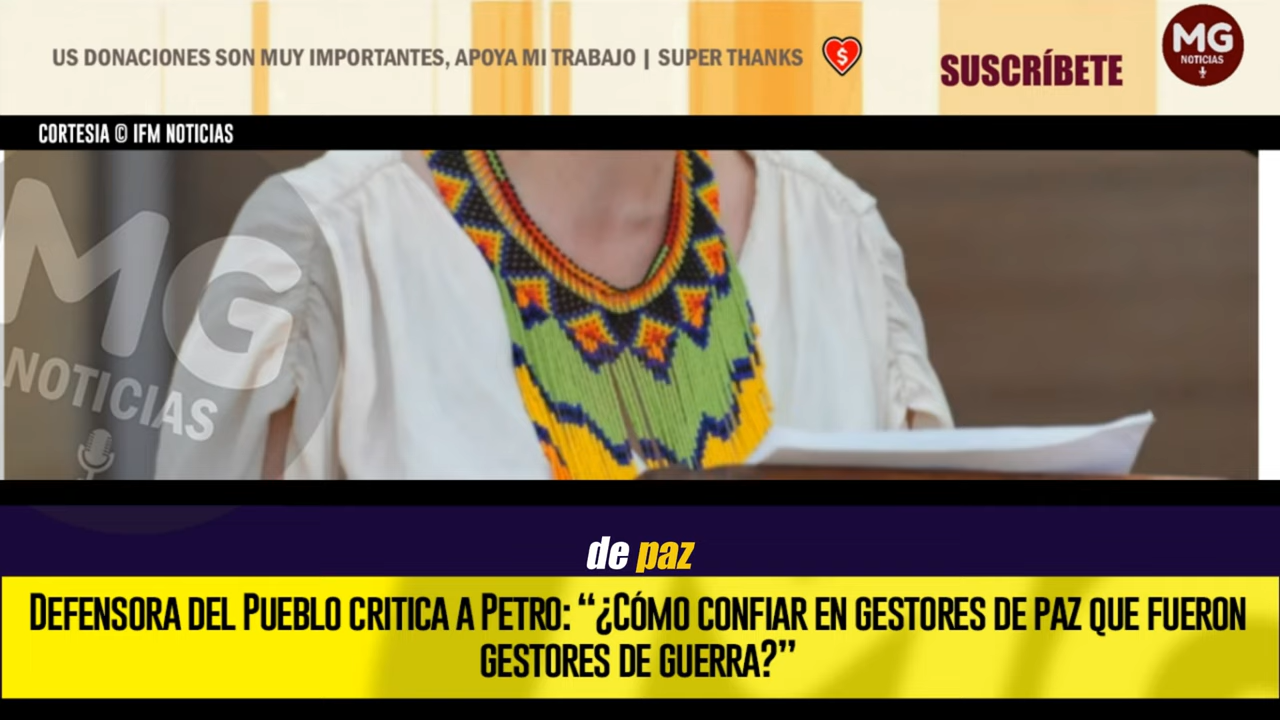 US DONACIONES SON MUY IMPORTANTES, APOYA MI TRABAJO | SUPER THANKS
SUSCRÍBETE
MG
NOTICIAS
CORTESIA © IFM NOTICIAS
MG
NOTICIAS
de paz
DEFENSORA DEL PUEBLO CRITICA A PETRO: “¿CÓMO CONFIAR EN GESTORES DE PAZ QUE FUERON
GESTORES DE GUERRA?”